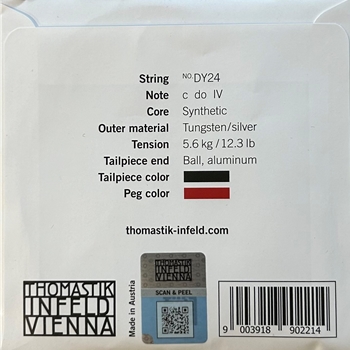 String NO.DY24
Note c do IV
Core Synthetic
Outer material Tungsten/silver
Tension 5.6 kg / 12.3 lb
Tailpiece end Ball, aluminum
Tailpiece color
Peg color
thomastik-infeld.com
THOMASTIK
INFELD
VIENNA
Made in Austria
THOMASTIK
INFELD
VIENNA
SCAN & PEEL
9 003918 902214